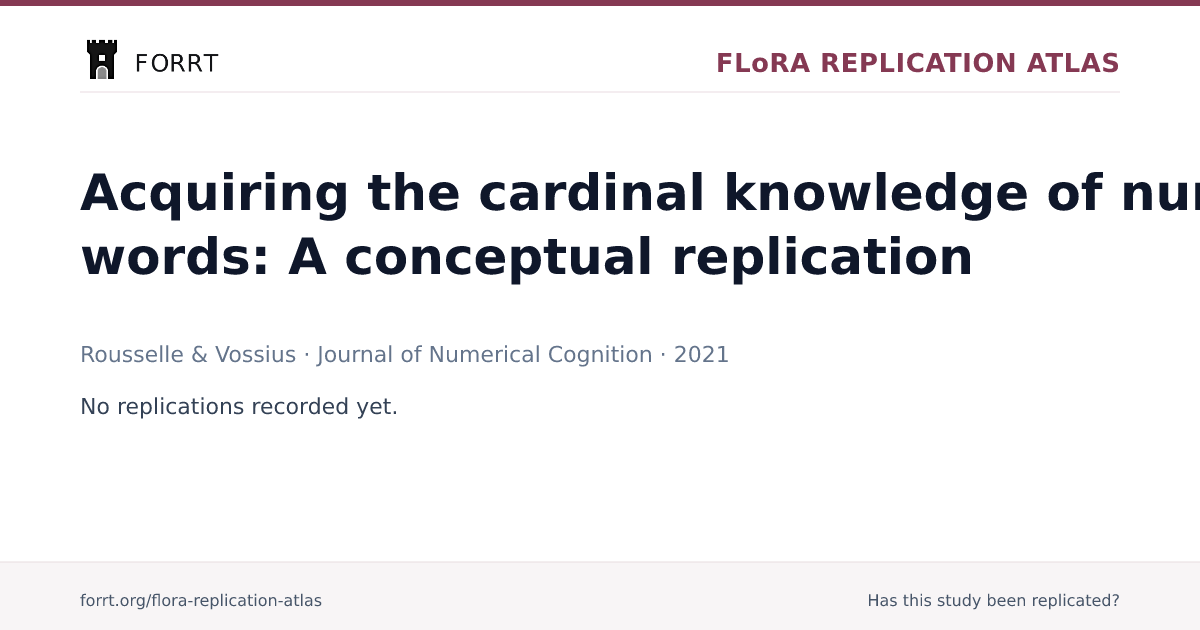 FORRT
FLoRA REPLICATION ATLAS
Acquiring the cardinal knowledge of
words: A conceptual replication
Rousselle & Vossius · Journal of Numerical Cognition · 2021
No replications recorded yet.
forrt.org/flora-replication-atlas
Has this study been replicated?